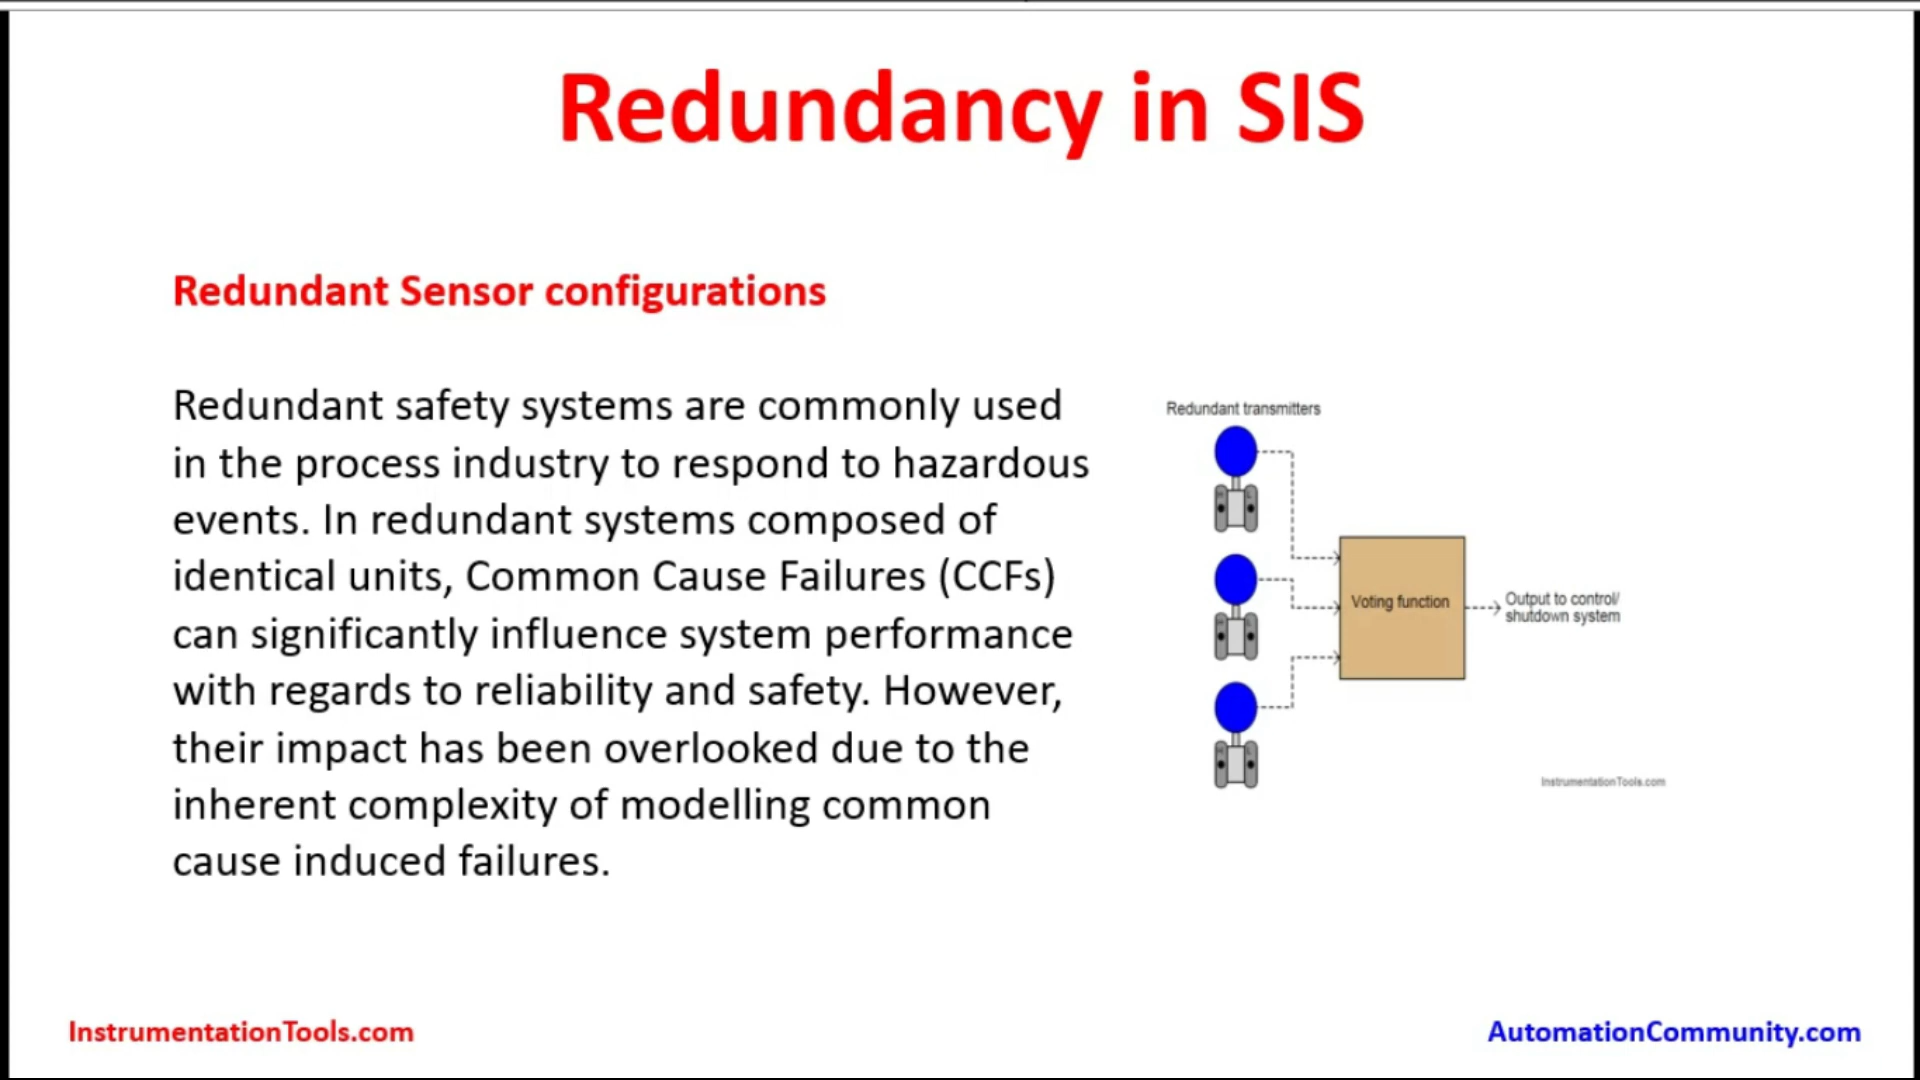 Redundancy in SIS
Redundant Sensor configurations
Redundant safety systems are commonly used
in the process industry to respond to hazardous
events. In redundant systems composed of
identical units, Common Cause Failures (CCFs)
can significantly influence system performance
with regards to reliability and safety. However,
their impact has been overlooked due to the
inherent complexity of modelling common
cause induced failures.
Redundant transmitters
Voting function
Output to control/
shutdown system
InstrumentationTools.com
InstrumentationTools.com
AutomationCommunity.com